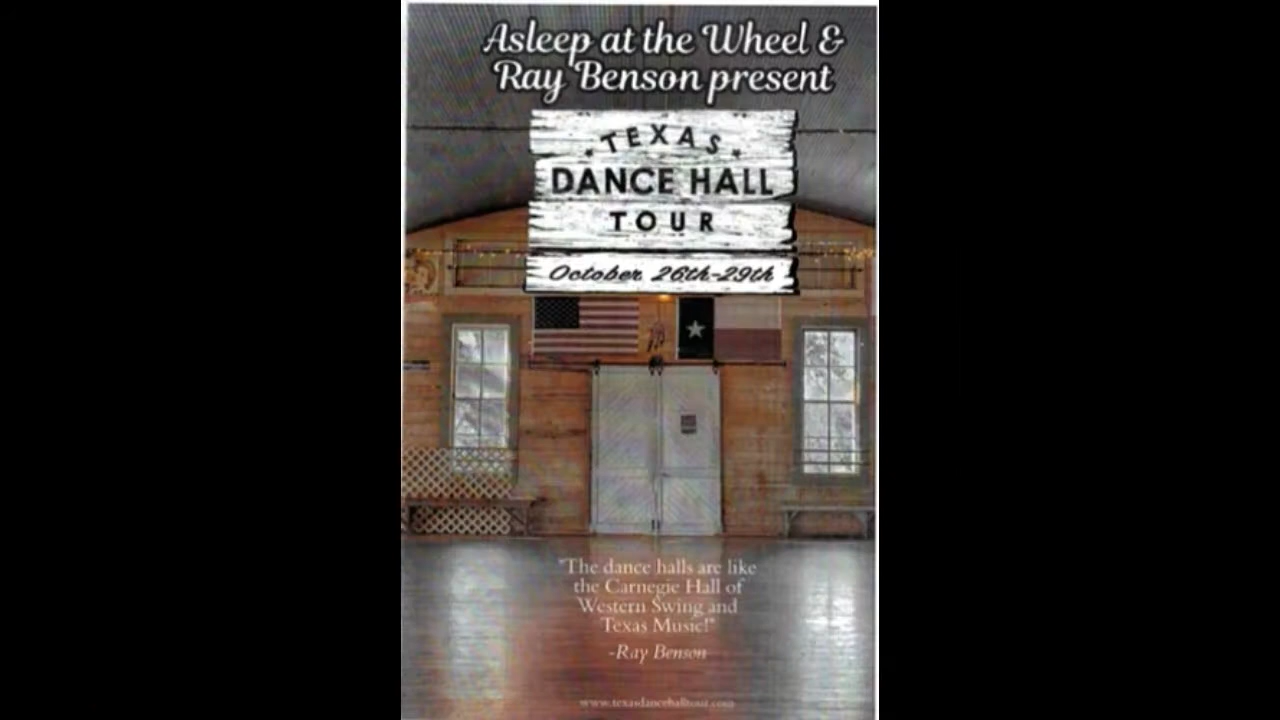 Asleep at the Wheel &
Ray Benson present
TEXAS
DANCE HALL
TOUR
October 26th-29th
"The dance halls are like
the Carnegie Hall of
Western Swing and
Texas Music!"
-Ray Benson
www.texasdancehalltour.com